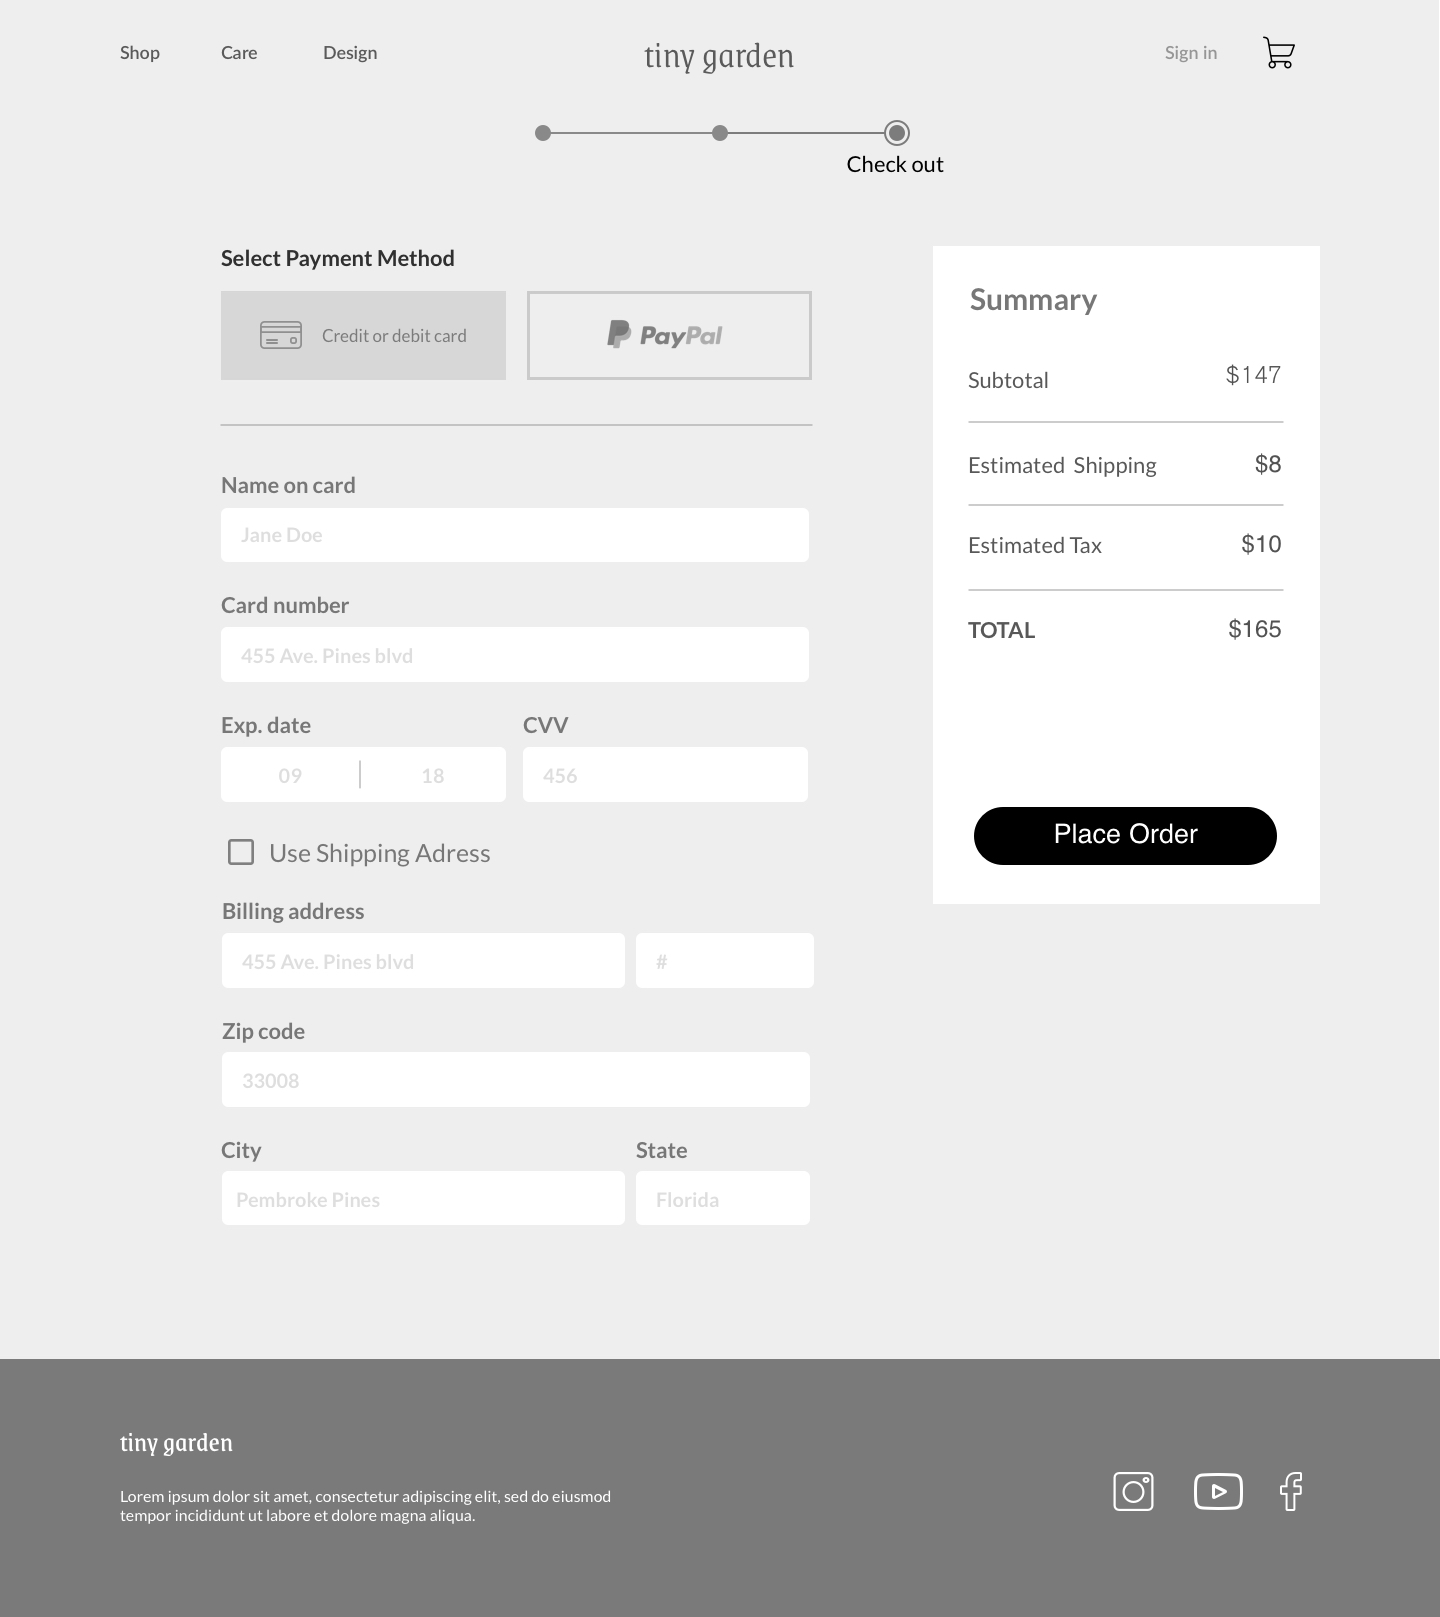 Shop
Care
Design
tiny garden
Sign in
Check out
Select Payment Method
Credit or debit card
PayPal
Name on card
Jane Doe
Card number
455 Ave. Pines blvd
Exp. date
CVV
09
18
456
Use Shipping Adress
Billing address
455 Ave. Pines blvd
#
Zip code
33008
City
State
Pembroke Pines
Florida
Summary
Subtotal
$147
Estimated Shipping
$8
Estimated Tax
$10
TOTAL
$165
Place Order
tiny garden
Lorem ipsum dolor sit amet, consectetur adipiscing elit, sed do eiusmod
tempor incididunt ut labore et dolore magna aliqua.